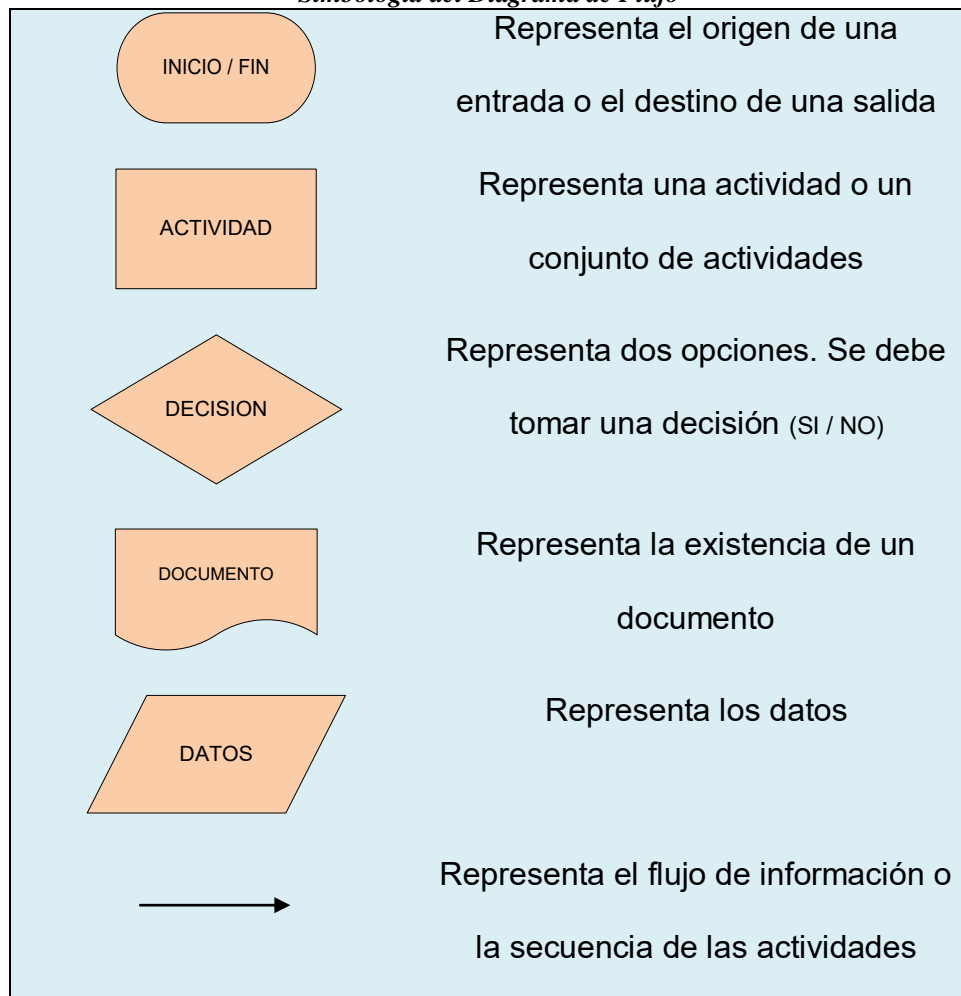 Simbología del Diagrama de Flujo
INICIO / FIN
Representa el origen de una
entrada o el destino de una salida
ACTIVIDAD
Representa una actividad o un
conjunto de actividades
DECISION
Representa dos opciones. Se debe
tomar una decisión (SI / NO)
DOCUMENTO
Representa la existencia de un
documento
DATOS
Representa los datos
Representa el flujo de información o
la secuencia de las actividades